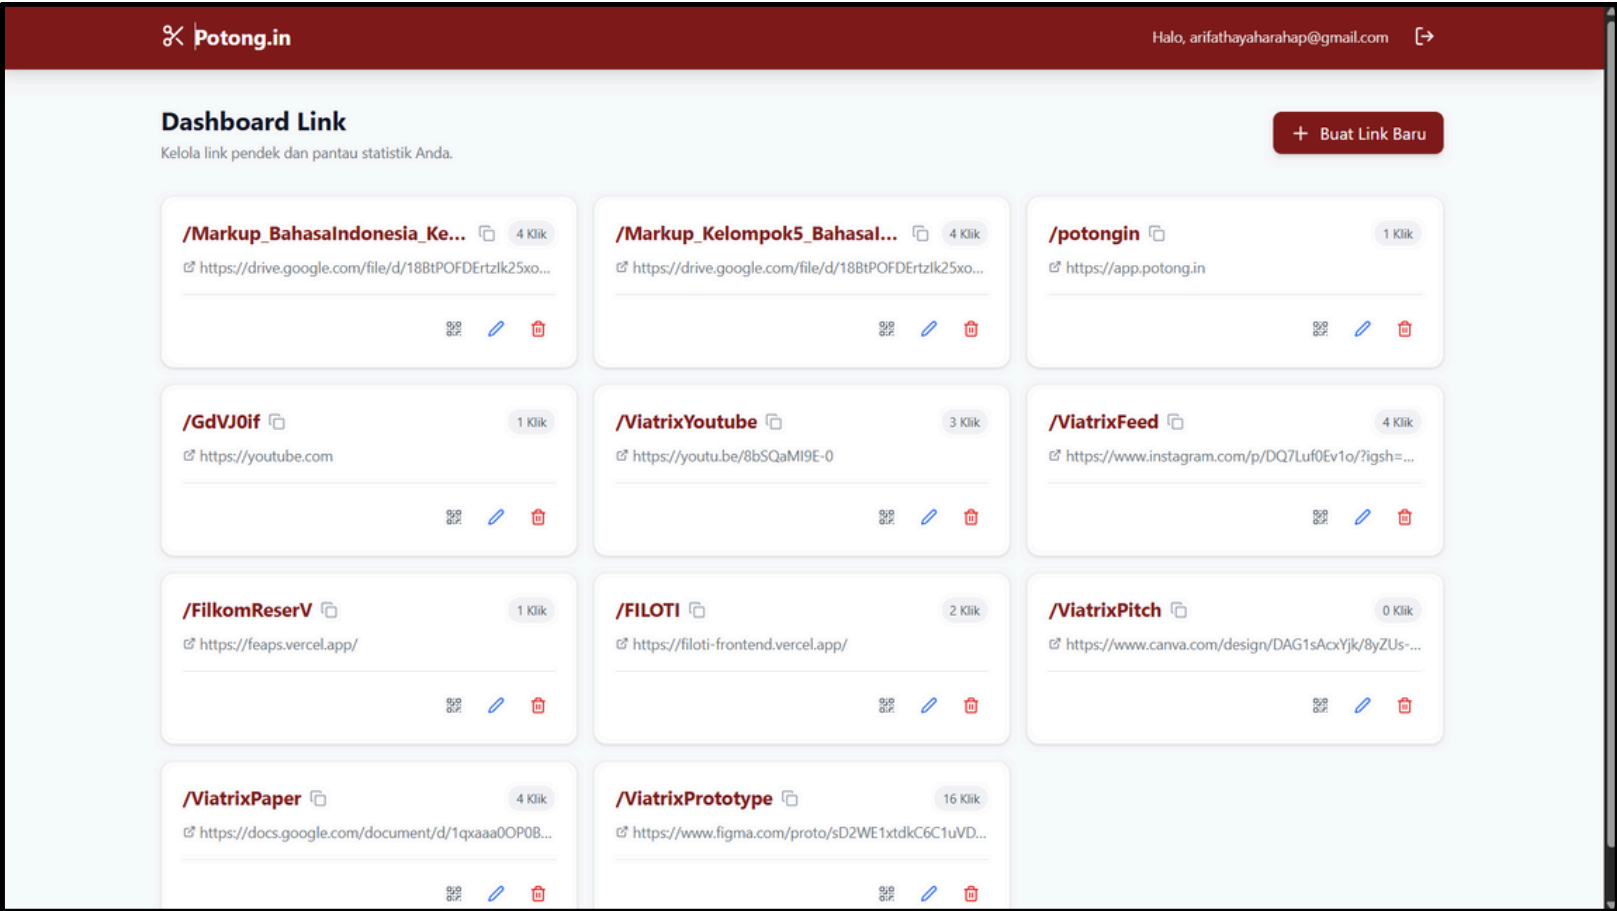 Potong.in
Halo, arifathayaharahap@gmail.com
Dashboard Link
Kelola link pendek dan pantau statistik Anda.
+ Buat Link Baru
/Markup_BahasaIndonesia_Ke... 4 Klik
https://drive.google.com/file/d/18BtPOFDErtzIk25xo...
/Markup_Kelompok5_BahasaI... 4 Klik
https://drive.google.com/file/d/18BtPOFDErtzIk25xo...
/potongin 1 Klik
https://app.potong.in
/GdVJ0if 1 Klik
https://youtube.com
/ViatrixYoutube 3 Klik
https://youtu.be/8bSQaMI9E-0
/ViatrixFeed 4 Klik
https://www.instagram.com/p/DQ7Luf0Ev1o/?igsh=...
/FilkomReserV 1 Klik
https://feaps.vercel.app/
/FILOTI 2 Klik
https://filoti-frontend.vercel.app/
/ViatrixPitch 0 Klik
https://www.canva.com/design/DAG1sAcxYjk/8yZUs-...
/ViatrixPaper 4 Klik
https://docs.google.com/document/d/1qxaaa0OP0B...
/ViatrixPrototype 16 Klik
https://www.figma.com/proto/sD2WE1xtdkC6C1uVD...